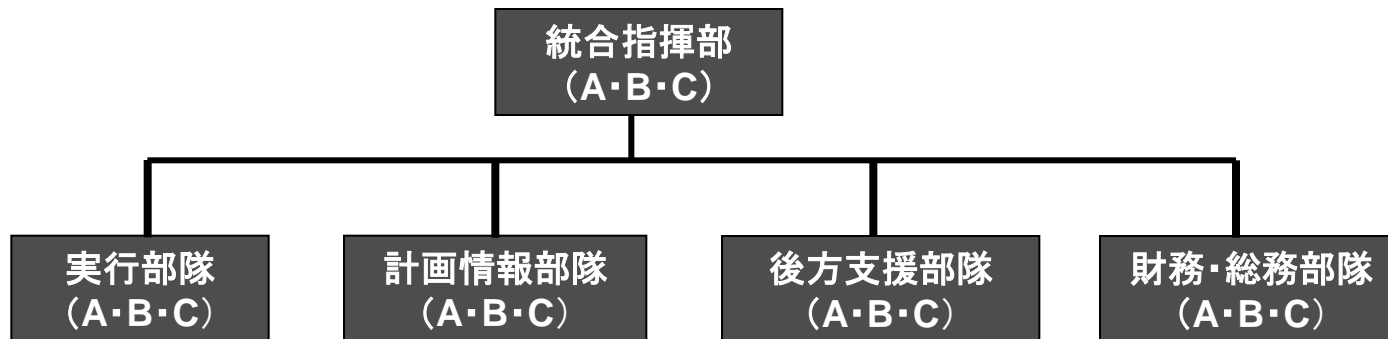 統合指揮部
（A・B・C）
実行部隊
（A・B・C）
計画情報部隊
（A・B・C）
後方支援部隊
（A・B・C）
財務・総務部隊
（A・B・C）